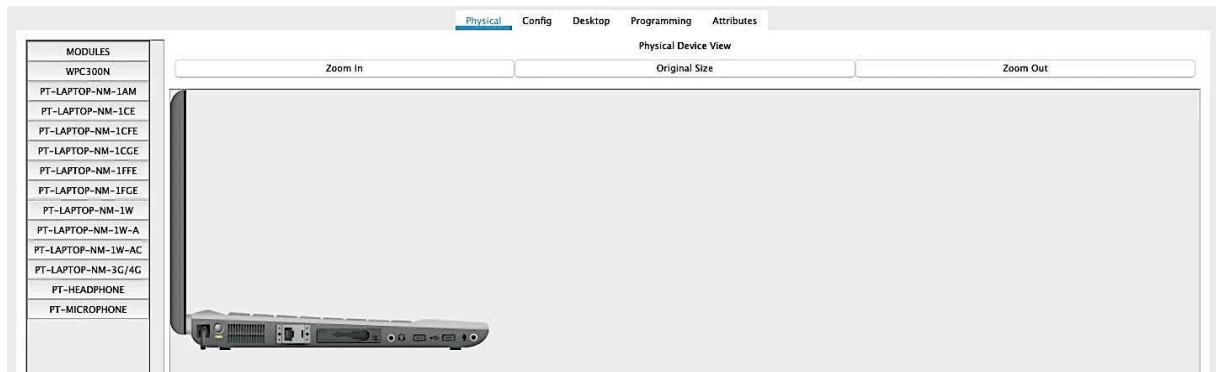 Physical Config Desktop Programming Attributes
MODULES
WPC300N
PT-LAPTOP-NM-1AM
PT-LAPTOP-NM-1CE
PT-LAPTOP-NM-1CFE
PT-LAPTOP-NM-1CGE
PT-LAPTOP-NM-1FFE
PT-LAPTOP-NM-1FGE
PT-LAPTOP-NM-1W
PT-LAPTOP-NM-1W-A
PT-LAPTOP-NM-1W-AC
PT-LAPTOP-NM-3G/4G
PT-HEADPHONE
PT-MICROPHONE
Physical Device View
Zoom In Original Size Zoom Out